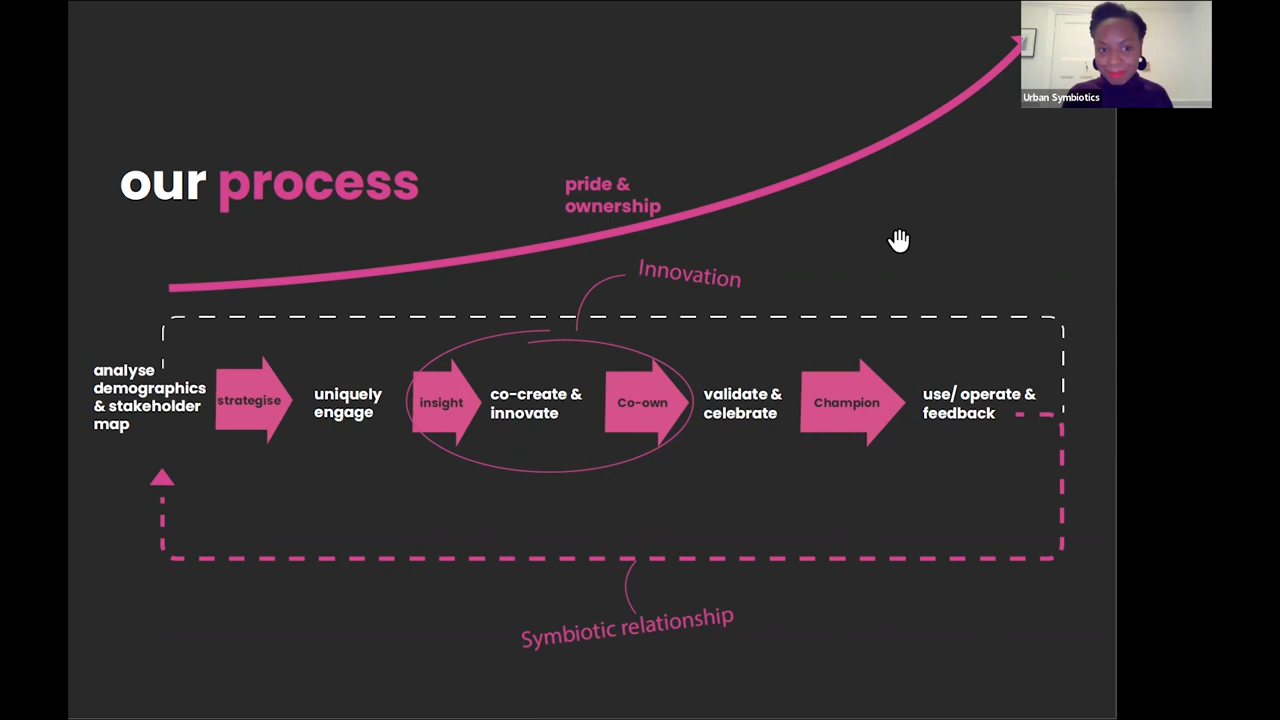 Urban Symbiotics
our process
pride &
ownership
Innovation
analyse
demographics
& stakeholder
map
strategise
uniquely
engage
insight
co-create &
innovate
Co-own
validate &
celebrate
Champion
use/ operate &
feedback
Symbiotic relationship